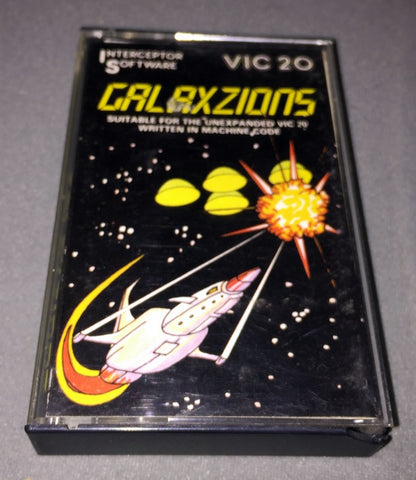 INTERCEPTOR SOFTWARE
VIC 20
GALAXZIONS
SUITABLE FOR THE UNEXPANDED VIC 20
WRITTEN IN MACHINE CODE